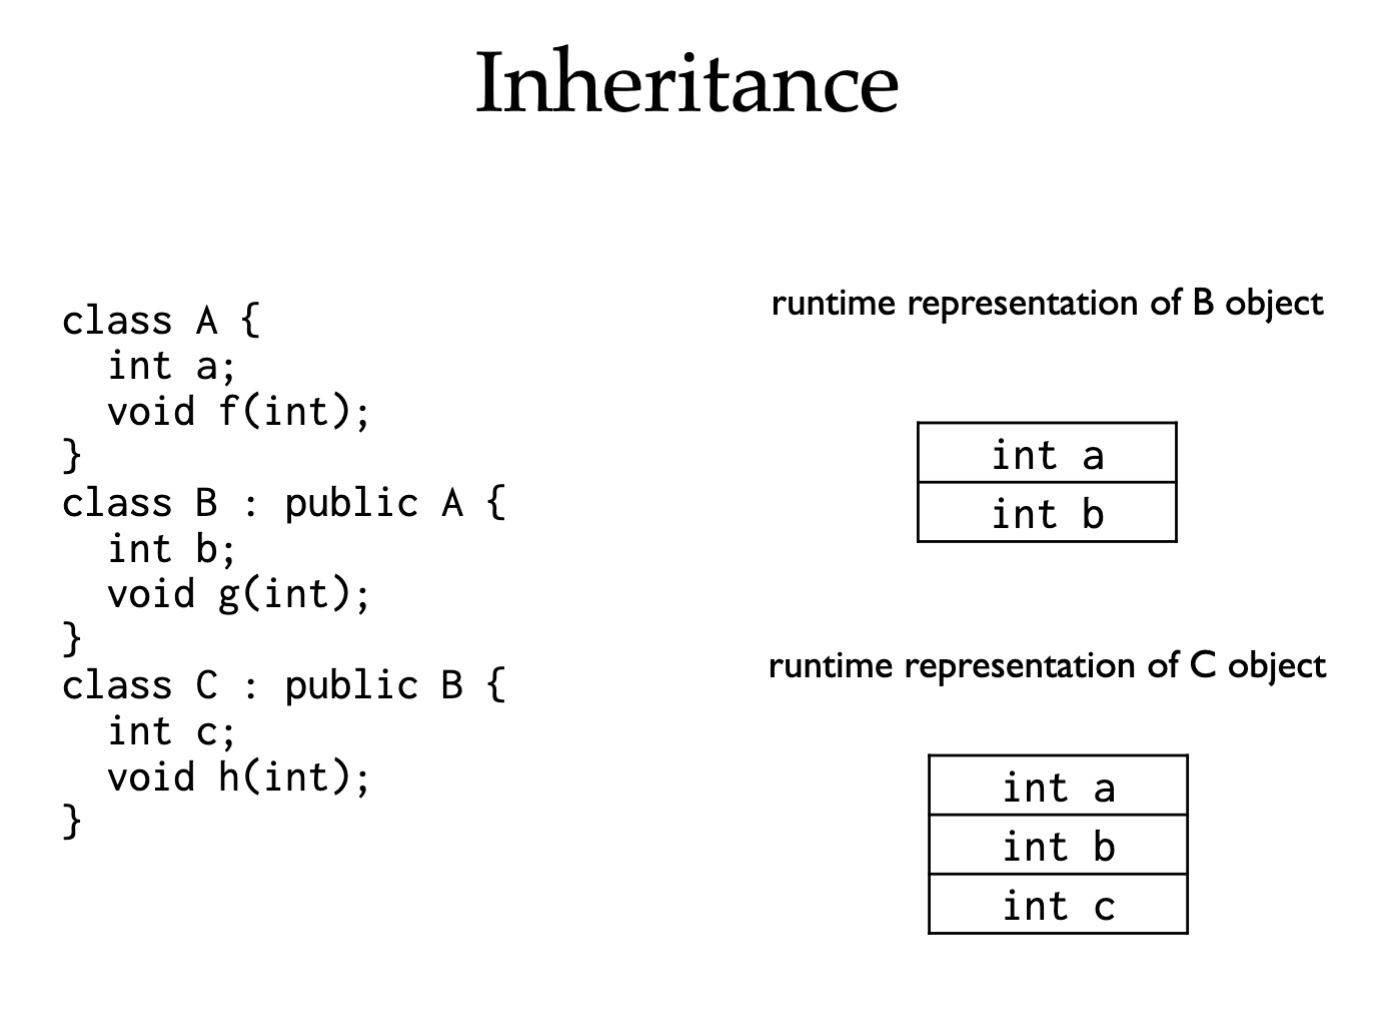 Inheritance
class A {
  int a;
  void f(int);
}
class B : public A {
  int b;
  void g(int);
}
class C : public B {
  int c;
  void h(int);
}
runtime representation of B object
int a
int b
runtime representation of C object
int a
int b
int c